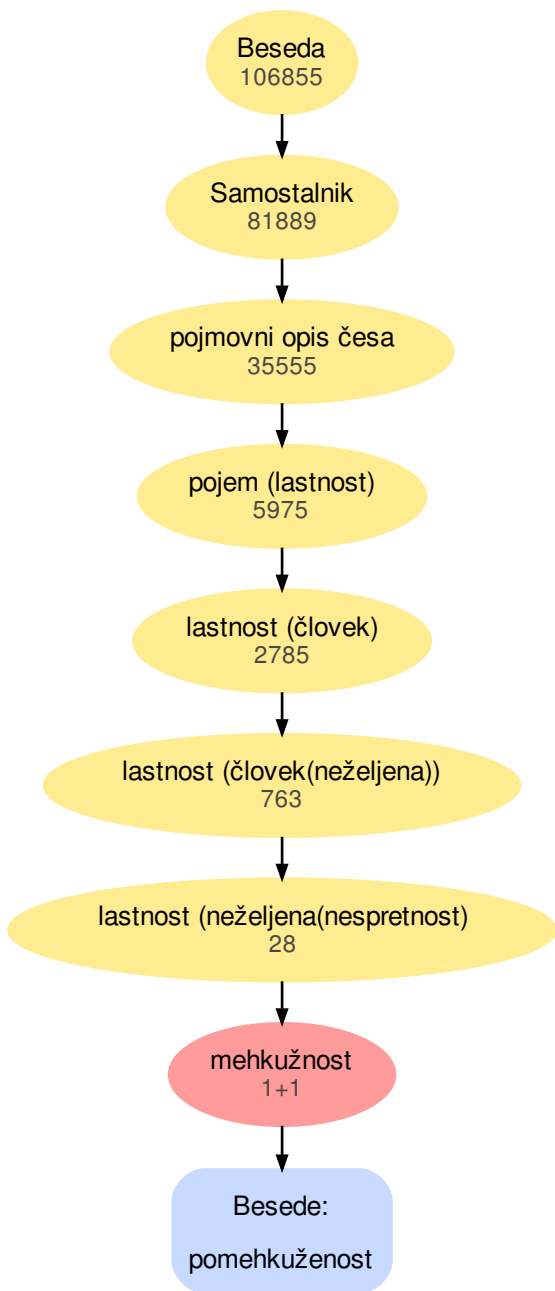 Beseda
106855
Samostalnik
81889
pojmovni opis česa
35555
pojem (lastnost)
5975
lastnost (človek)
2785
lastnost (človek(neželjena))
763
lastnost (neželjena(nespretnost)
28
mehkužnost
1+1
Besede:
pomehkuženost